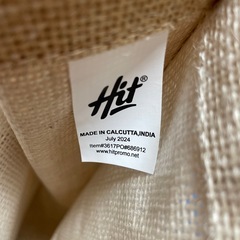 Hit®
MADE IN CALCUTTA,INDIA
July 2024
Item#3617PO#686912
www.hitpromo.net